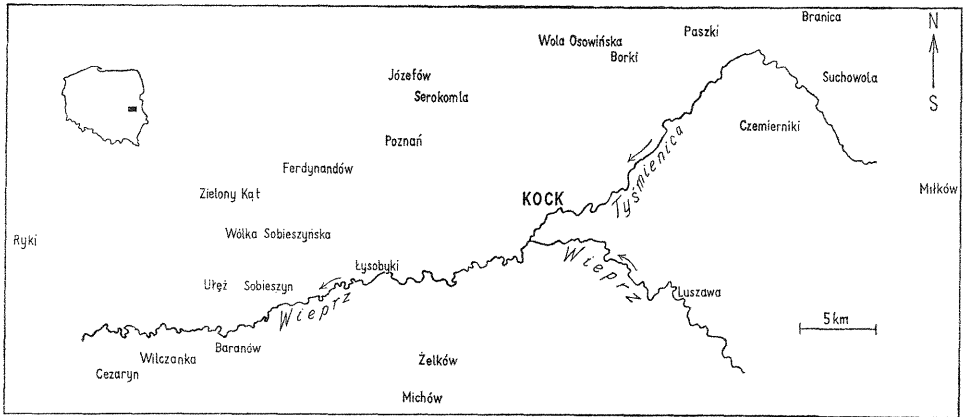 Branica
N
Paszki
Wola Osowińska
Borki
Józefów
Suchowola
Serokomla
S
Czemierniki
Poznań
Tyśmienica
Ferdynandów
Miłków
Zielony Kąt
KOCK
Wólka Sobieszyńska
Ryki
Wieprz
Łysobyki
Ułęż
Sobieszyn
Luszawa
Wieprz
5 km
Baranów
Wilczanka
Żelków
Cezaryn
Michów